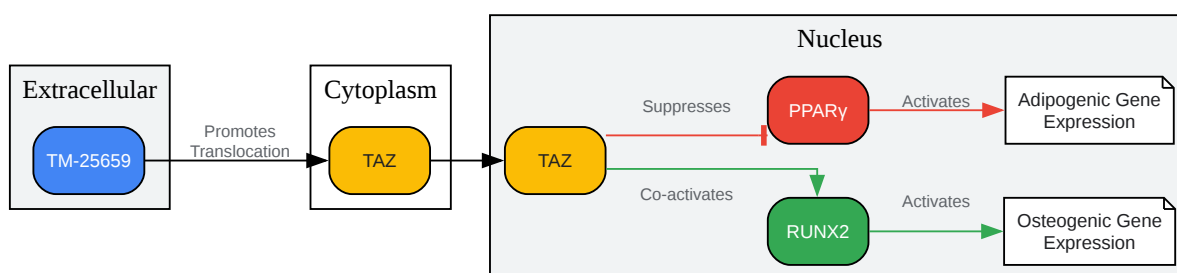 Nucleus
Extracellular
Cytoplasm
TM-25659
Promotes
Translocation
TAZ
TAZ
Suppresses
PPARγ
Activates
Adipogenic Gene
Expression
Co-activates
RUNX2
Activates
Osteogenic Gene
Expression